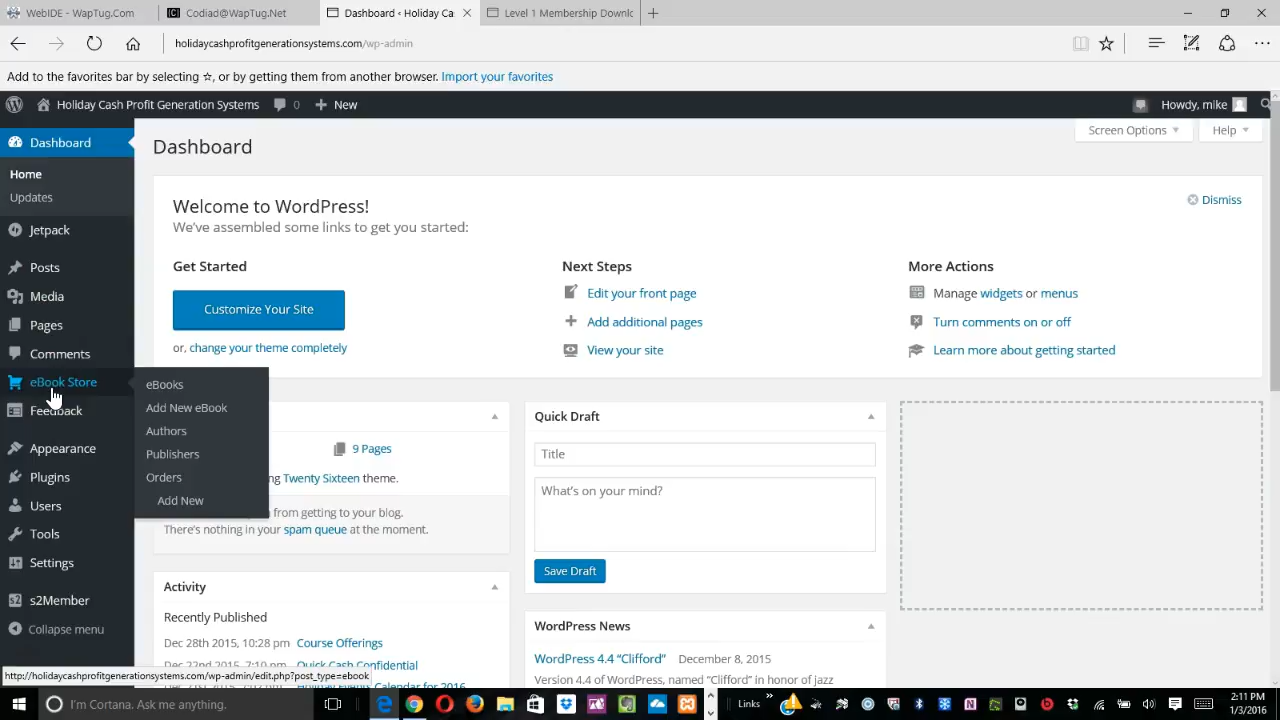 WebIDE - WapTug.Com
Codiad@WapTug.Net
Dashboard ‹ Holiday Ca
Level 1 Membership Downlo
holidaycashprofitgenerationsystems.com/wp-admin
Add to the favorites bar by selecting ☆, or by getting them from another browser. Import your favorites
Holiday Cash Profit Generation Systems 0 + New Howdy, mike
Dashboard
Home
Updates
Jetpack
Posts
Media
Pages
Comments
eBook Store
Feedback
Appearance
Plugins
Users
Tools
Settings
s2Member
Collapse menu
eBooks
Add New eBook
Authors
Publishers
Orders
Add New
Dashboard
Screen Options
Help
Welcome to WordPress!
We've assembled some links to get you started:
Dismiss
Get Started
Customize Your Site
or, change your theme completely
Next Steps
Edit your front page
Add additional pages
View your site
More Actions
Manage widgets or menus
Turn comments on or off
Learn more about getting started
9 Pages
Twenty Sixteen theme.
from getting to your blog.
There's nothing in your spam queue at the moment.
Activity
Recently Published
Dec 28th 2015, 10:28 pm Course Offerings
Dec 22nd 2015, 7:10 pm Quick Cash Confidential
Holiday Events Calendar for 2016
Quick Draft
Title
What's on your mind?
Save Draft
WordPress News
WordPress 4.4 “Clifford” December 8, 2015
Version 4.4 of WordPress, named “Clifford” in honor of jazz
http://holidaycashprofitgenerationsystems.com/wp-admin/edit.php?post_type=ebook
I'm Cortana. Ask me anything.
Links
2:11 PM
1/3/2016